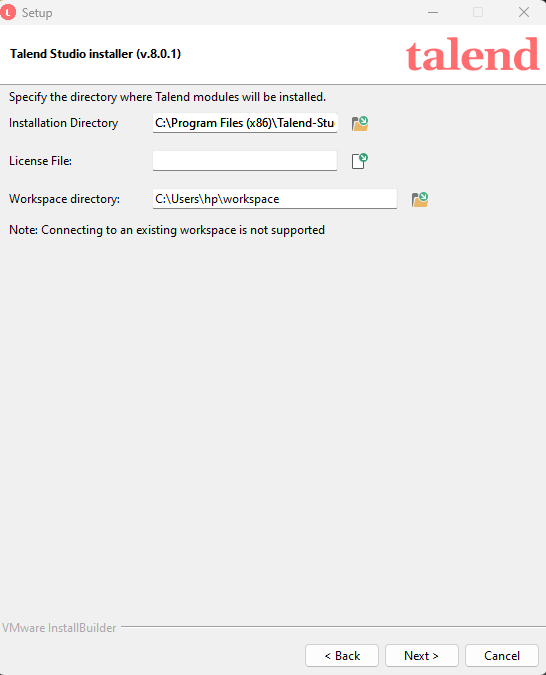 Setup
Talend Studio installer (v.8.0.1)
talend
Specify the directory where Talend modules will be installed.
Installation Directory C:\Program Files (x86)\Talend-Stu
License File:
Workspace directory: C:\Users\hp\workspace
Note: Connecting to an existing workspace is not supported
VMware InstallBuilder
< Back Next > Cancel